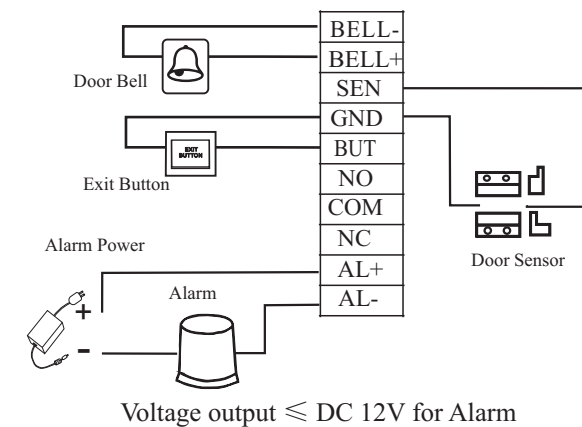 BELL-
BELL+
Door Bell
SEN
GND
EXIT
BUTTON
BUT
Exit Button
NO
COM
NC
Door Sensor
Alarm Power
AL+
Alarm
AL-
+
-
Voltage output ≤ DC 12V for Alarm